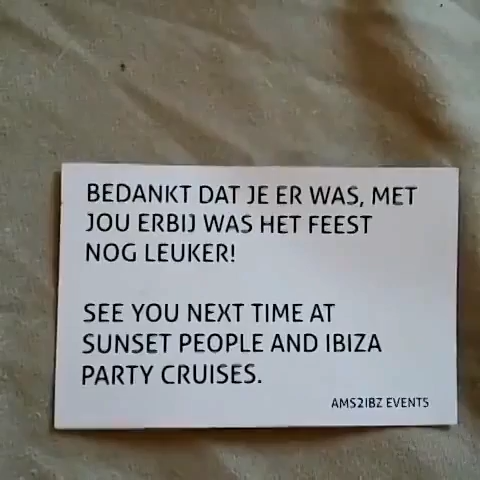 BEDANKT DAT JE ER WAS, MET
JOU ERBIJ WAS HET FEEST
NOG LEUKER!
SEE YOU NEXT TIME AT
SUNSET PEOPLE AND IBIZA
PARTY CRUISES.
AMS2IBZ EVENTS